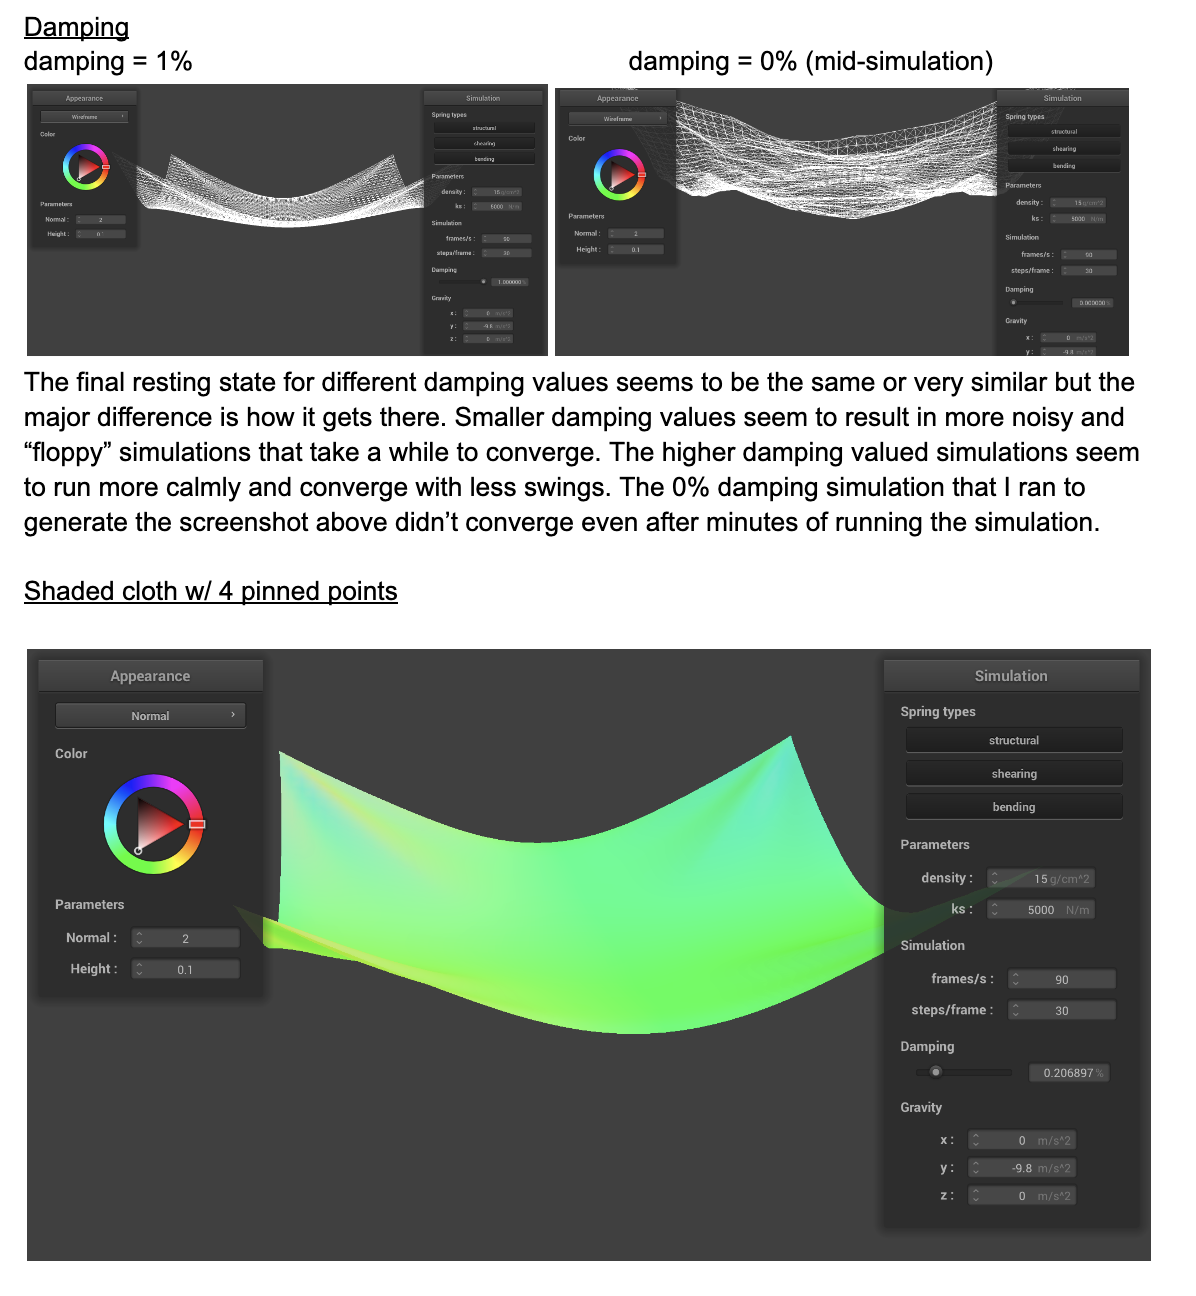 Damping
damping = 1%
damping = 0% (mid-simulation)
Appearance
Wireframe
Color
Parameters
Normal : 2
Height :
Simulation
Spring types
structural
shearing
bending
Parameters
density : 15 g/cm^2
ks : 5000 N/m
Simulation
frames/s : 90
steps/frame : 30
Damping
1.000000 %
Gravity
x : 0 m/s^2
y : -9.8 m/s^2
z : 0 m/s^2
Appearance
Wireframe
Color
Parameters
Normal : 2
Height : 0.1
Simulation
Spring types
structural
shearing
bending
Parameters
density : 15 g/cm^2
ks : 5000 N/m
Simulation
frames/s : 90
steps/frame : 30
Damping
0.000000 %
Gravity
x : 0 m/s^2
y : -9.8 m/s^2
The final resting state for different damping values seems to be the same or very similar but the
major difference is how it gets there. Smaller damping values seem to result in more noisy and
“floppy” simulations that take a while to converge. The higher damping valued simulations seem
to run more calmly and converge with less swings. The 0% damping simulation that I ran to
generate the screenshot above didn’t converge even after minutes of running the simulation.
Shaded cloth w/ 4 pinned points
Appearance
Normal
Color
Parameters
Normal : 2
Height : 0.1
Simulation
Spring types
structural
shearing
bending
Parameters
density : 15 g/cm^2
ks : 5000 N/m
Simulation
frames/s : 90
steps/frame : 30
Damping
0.206897 %
Gravity
x : 0 m/s^2
y : -9.8 m/s^2
z : 0 m/s^2